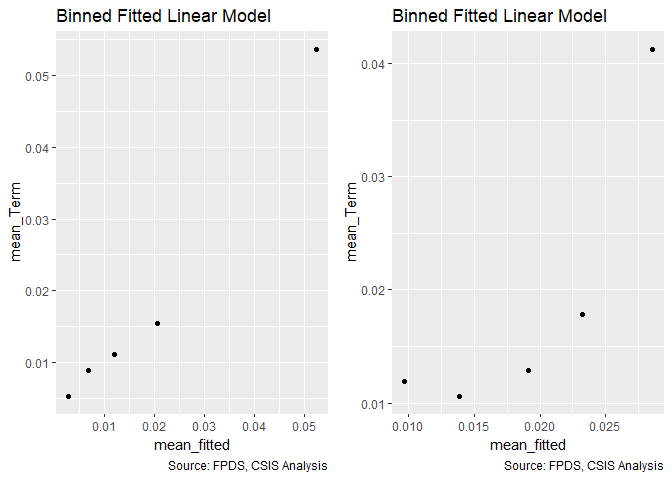 Binned Fitted Linear Model
mean_Term
0.05
0.04
0.03
0.02
0.01
0.01 0.02 0.03 0.04 0.05
mean_fitted
Source: FPDS, CSIS Analysis
Binned Fitted Linear Model
mean_Term
0.04
0.03
0.02
0.01
0.010 0.015 0.020 0.025
mean_fitted
Source: FPDS, CSIS Analysis